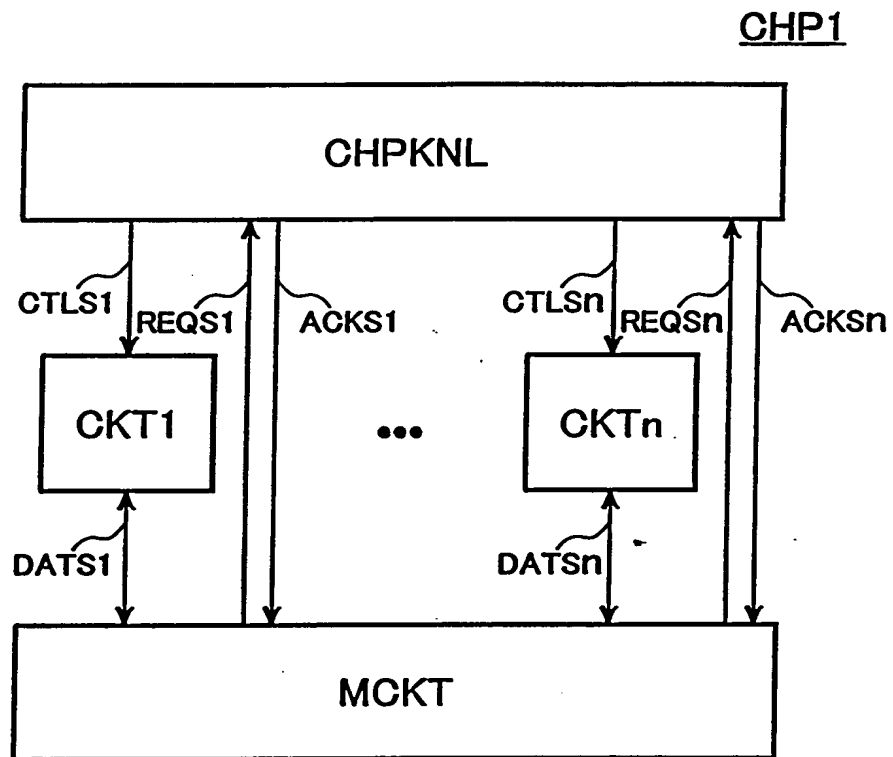 CHP1
CHPKNL
CTLS1
REQS1
ACKS1
CTLSn
REQSn
ACKSn
CKT1
•••
CKTn
DATS1
DATSn
MCKT